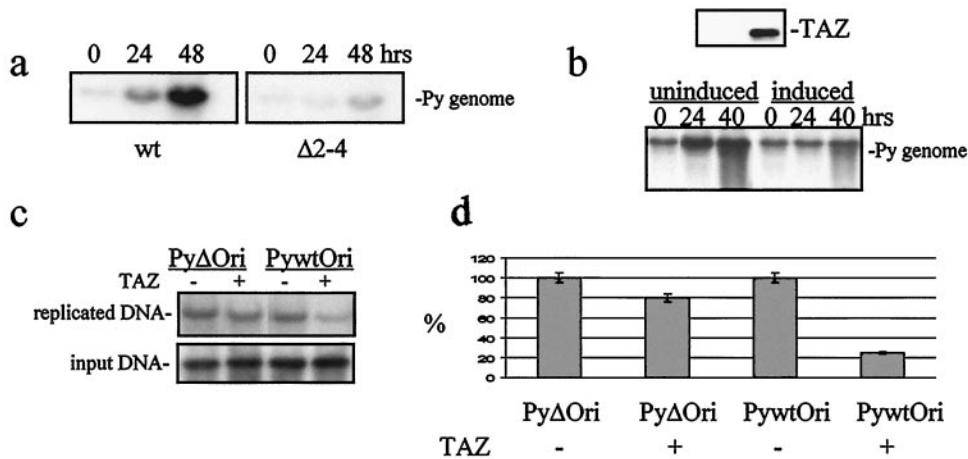 a
0 24 48 hrs
-Py genome
wt Δ2-4
-TAZ
b
uninduced induced
0 24 40 0 24 40 hrs
-Py genome
c
PyΔOri PywtOri
TAZ - + - +
replicated DNA-
0 24 48 hrs
input DNA-
d
120
100
80
60
40
20
0
%
PyΔOri PyΔOri PywtOri PywtOri
TAZ - + - +